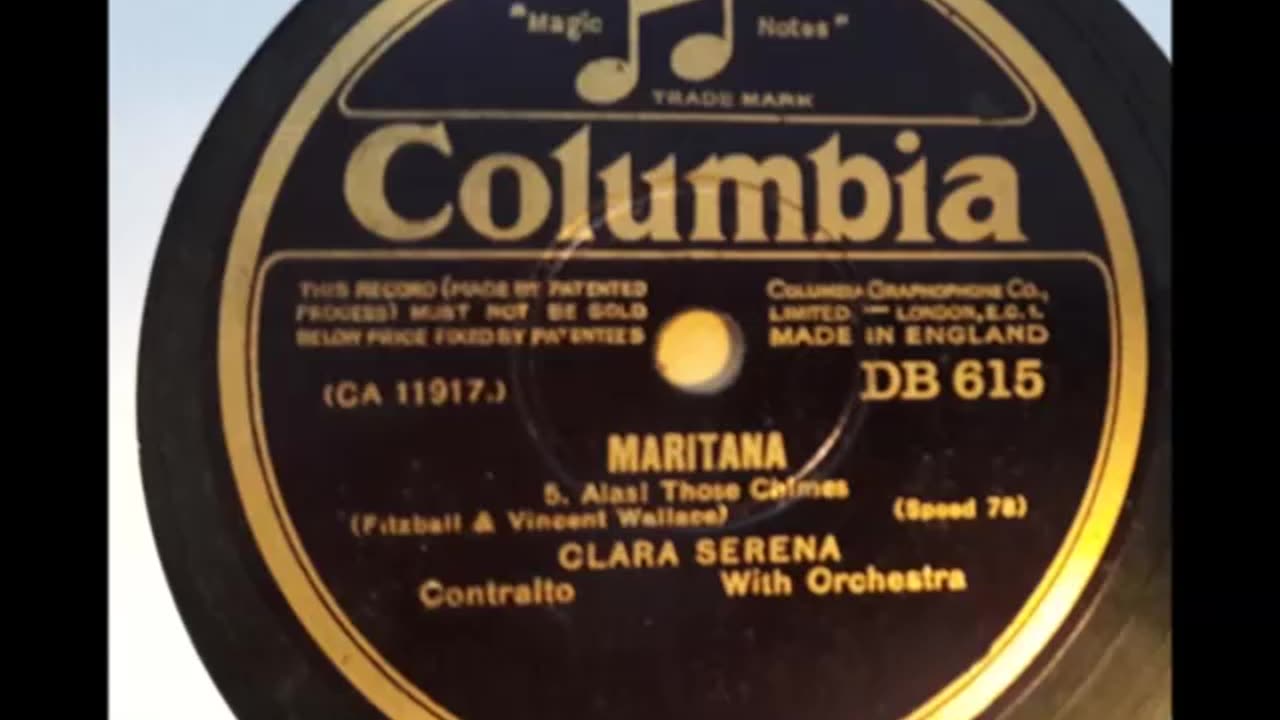 "Magic Notes"
TRADE MARK
Columbia
THIS RECORD (MADE BY PATENTED
PROCESS) MUST NOT BE SOLD
BELOW PRICE FIXED BY PATENTEES
COLUMBIA GRAPHOPHONE CO.,
LIMITED — LONDON, E.C. 1.
MADE IN ENGLAND
(CA 11917.)
DB 615
MARITANA
5. Alas! Those Chimes
(Fitzball & Vincent Wallace)
(Speed 78)
CLARA SERENA
Contralto With Orchestra